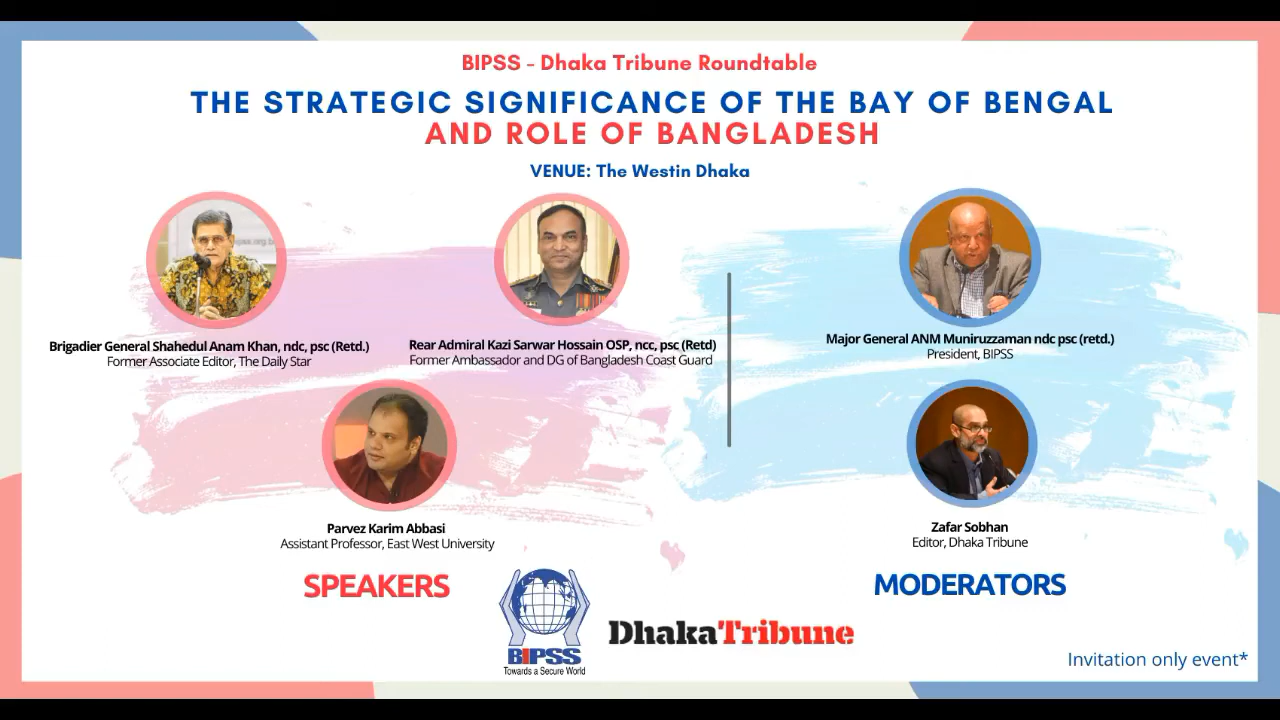 BIPSS - Dhaka Tribune Roundtable
THE STRATEGIC SIGNIFICANCE OF THE BAY OF BENGAL
AND ROLE OF BANGLADESH
VENUE: The Westin Dhaka
Brigadier General Shahedul Anam Khan, ndc, psc (Retd.)
Former Associate Editor, The Daily Star
Rear Admiral Kazi Sarwar Hossain OSP, ncc, psc (Retd)
Former Ambassador and DG of Bangladesh Coast Guard
Parvez Karim Abbasi
Assistant Professor, East West University
SPEAKERS
Major General ANM Muniruzzaman ndc psc (retd.)
President, BIPSS
Zafar Sobhan
Editor, Dhaka Tribune
MODERATORS
BIPSS
Towards a Secure World
DhakaTribune
Invitation only event*